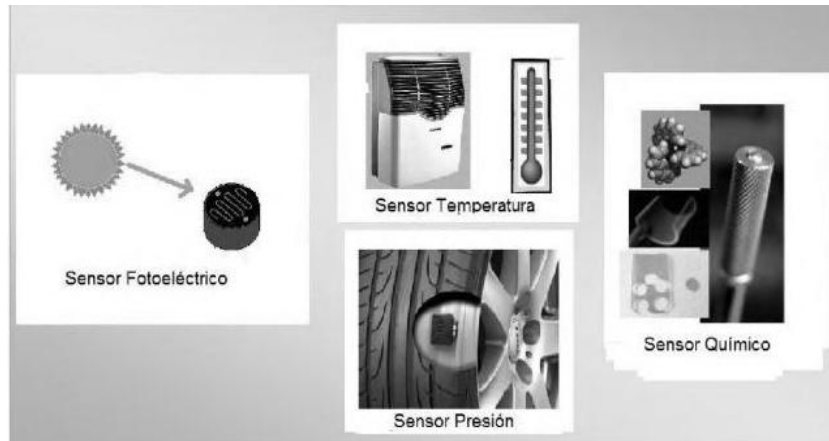 Sensor Fotoeléctrico
Sensor Temperatura
Sensor Presión
Sensor Químico